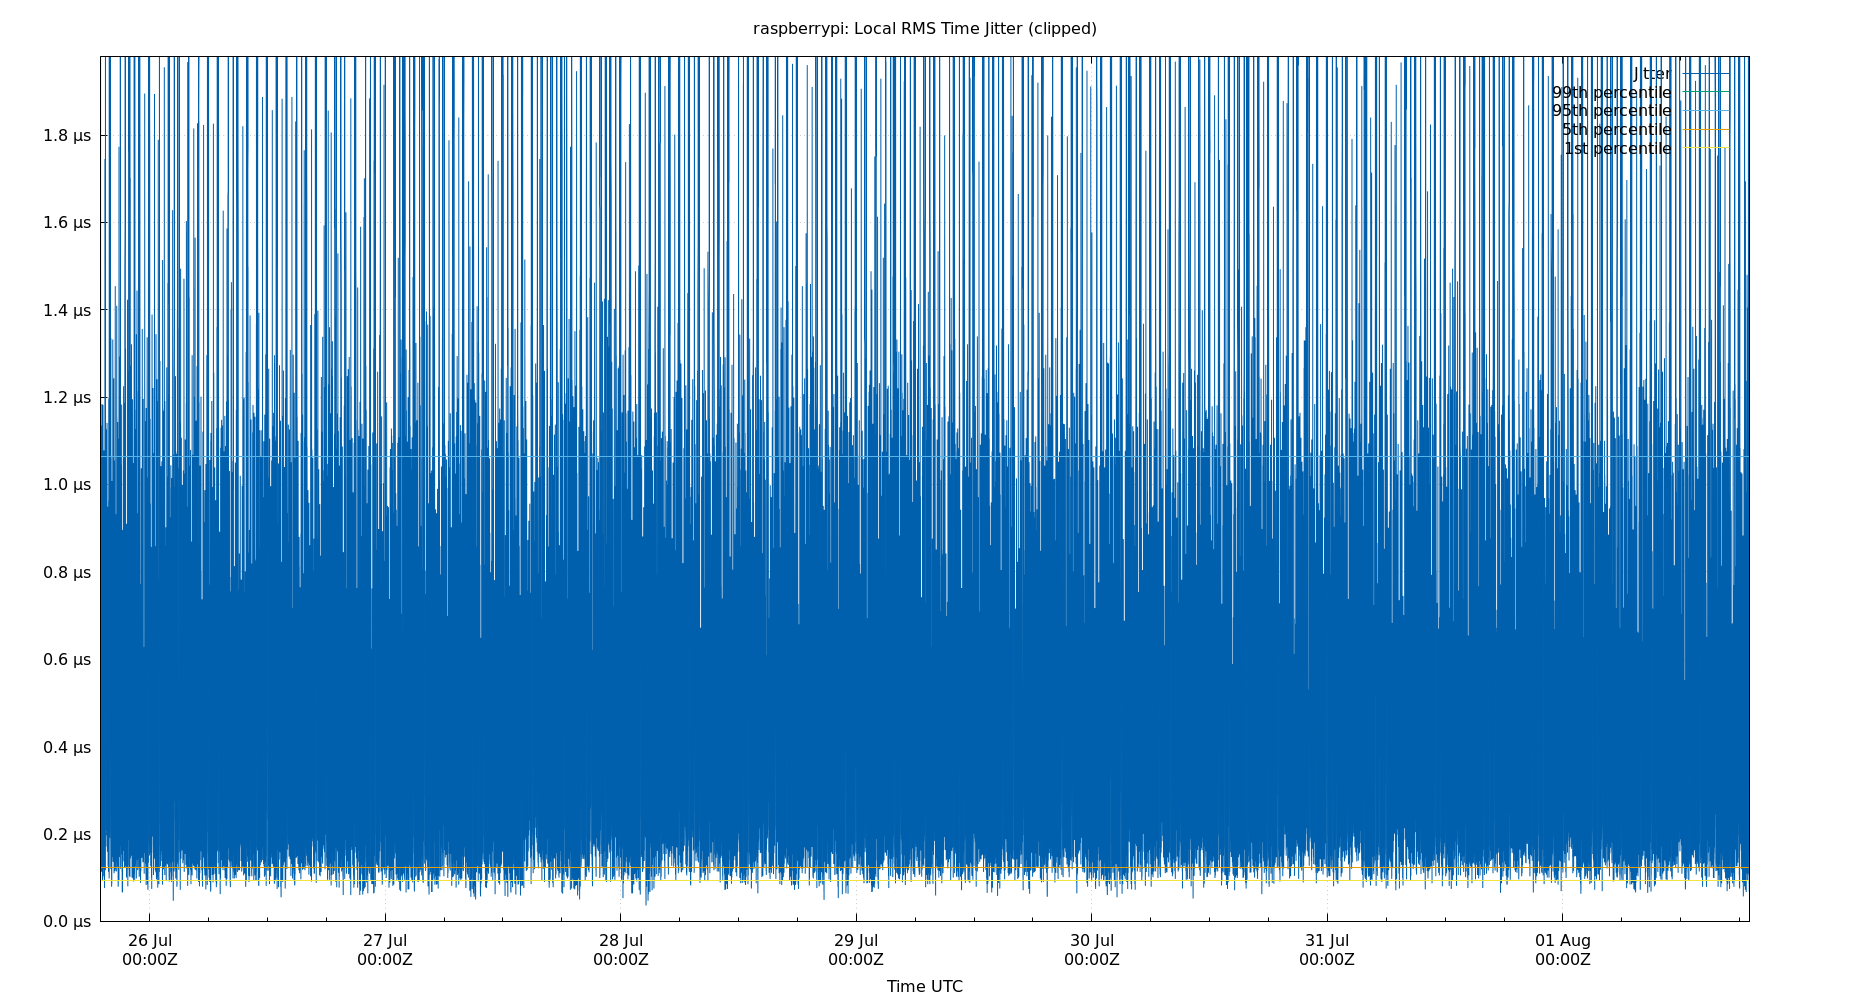 raspberrypi: Local RMS Time Jitter (clipped)
Jitter
99th percentile
95th percentile
5th percentile
1st percentile
1.8 μs
1.6 μs
1.4 μs
1.2 μs
1.0 μs
0.8 μs
0.6 μs
0.4 μs
0.2 μs
0.0 μs
26 Jul 27 Jul 28 Jul 29 Jul 30 Jul 31 Jul 01 Aug
00:00Z 00:00Z 00:00Z 00:00Z 00:00Z 00:00Z 00:00Z
Time UTC